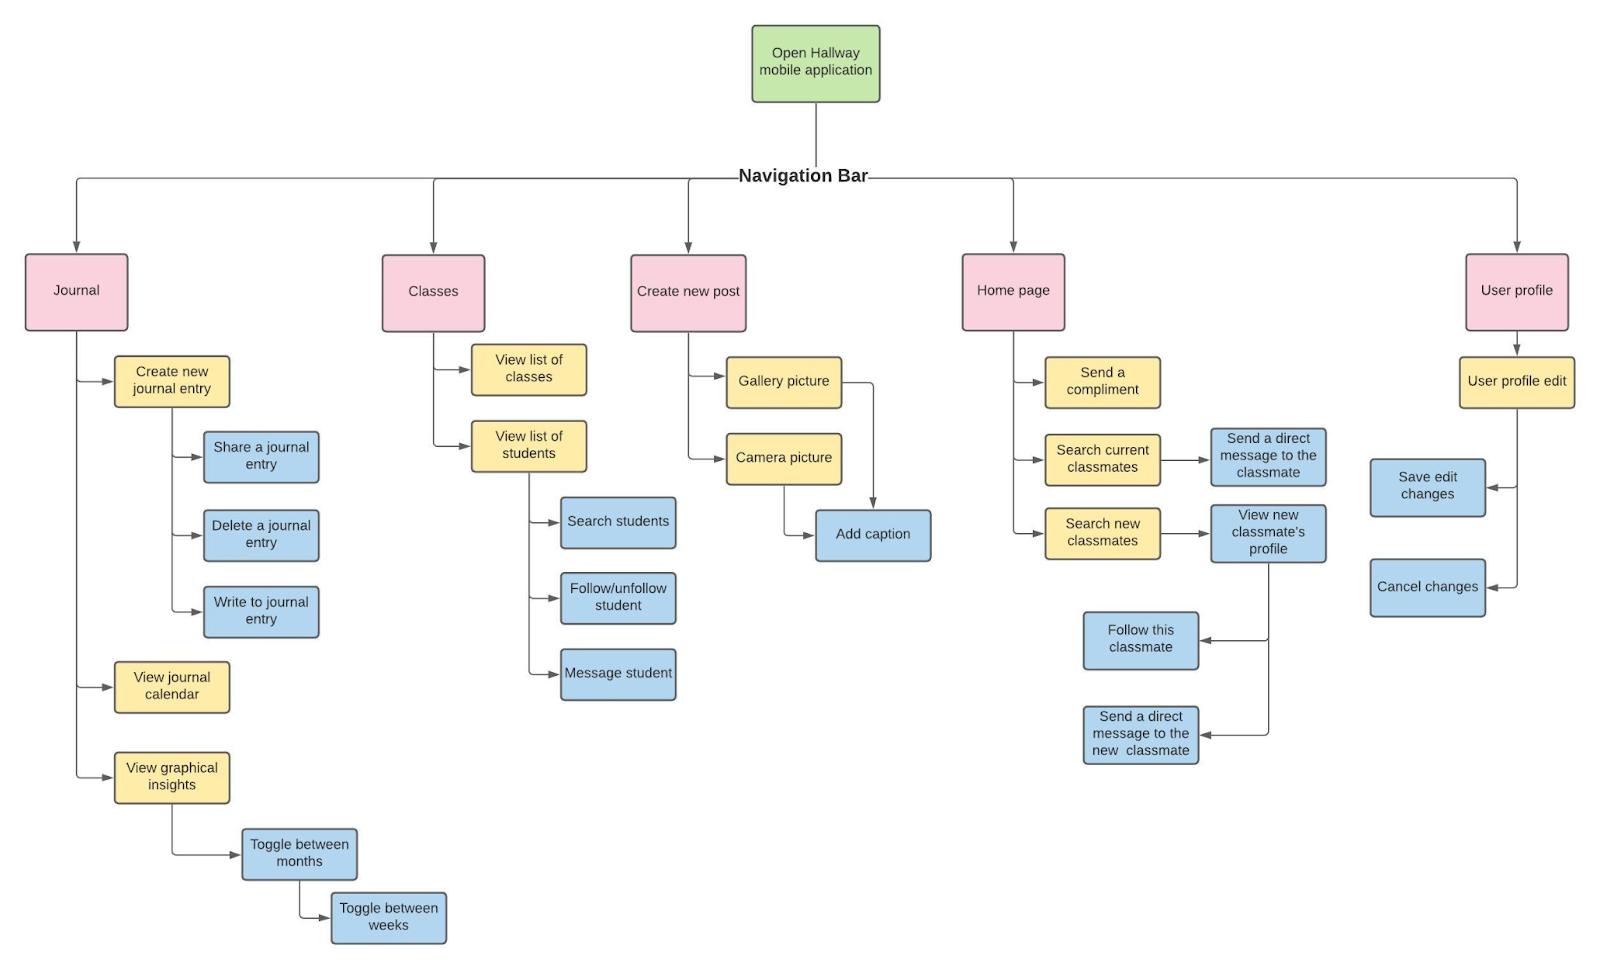 Open Hallway
mobile application
Navigation Bar
Journal
Create new
journal entry
Share a journal
entry
Delete a journal
entry
Write to journal
entry
View journal
calendar
View graphical
insights
Toggle between
months
Toggle between
weeks
Classes
View list of
classes
View list of
students
Search students
Follow/unfollow
student
Message student
Create new post
Gallery picture
Camera picture
Add caption
Home page
Send a
compliment
Search current
classmates
Send a direct
message to the
classmate
Search new
classmates
View new
classmate's
profile
Follow this
classmate
Send a direct
message to the
new  classmate
User profile
User profile edit
Save edit
changes
Cancel changes